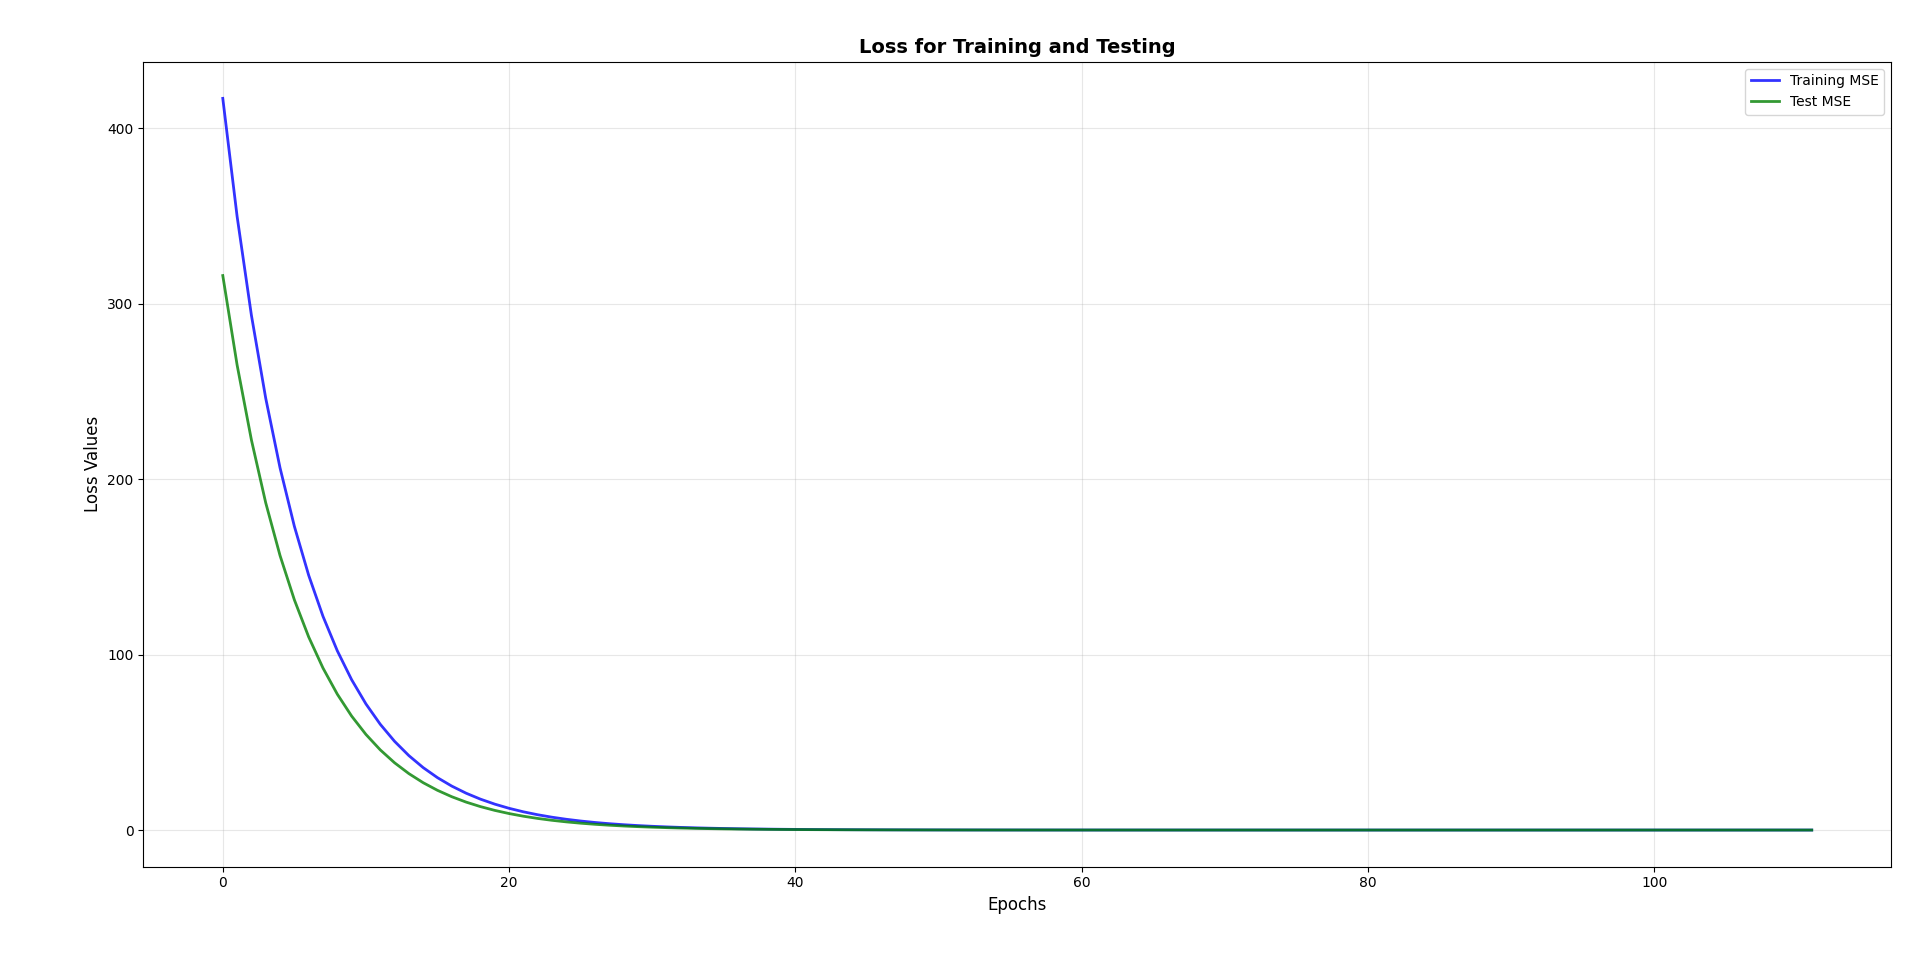 Loss for Training and Testing
Training MSE
Test MSE
400
300
200
100
0
Loss Values
0 20 40 60 80 100
Epochs